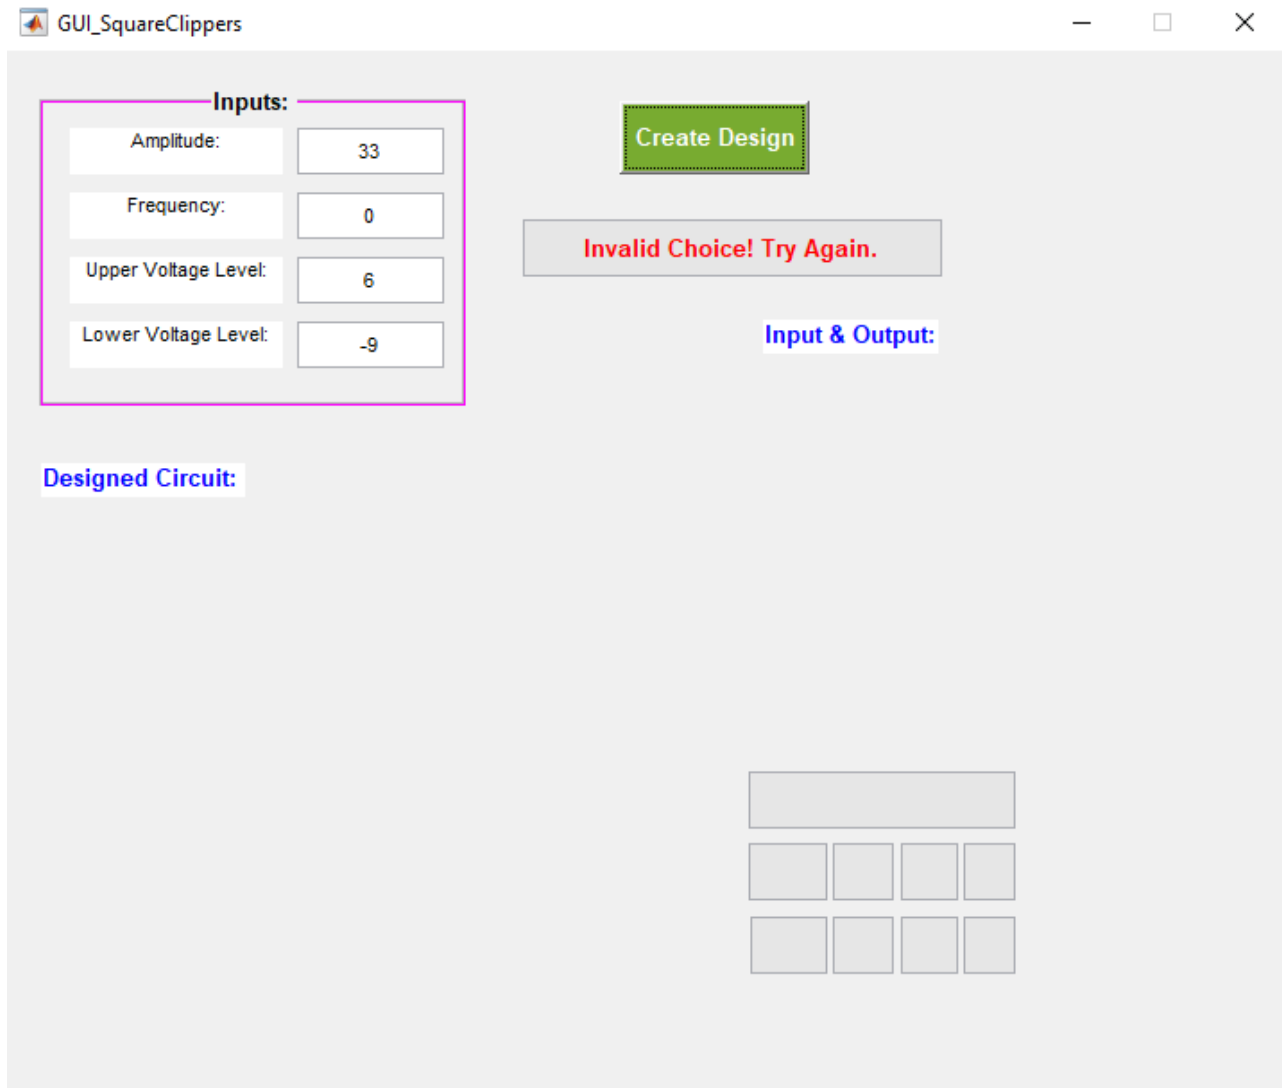 GUI_SquareClippers
Inputs:
Amplitude:
33
Frequency:
0
Upper Voltage Level:
6
Lower Voltage Level:
-9
Create Design
Invalid Choice! Try Again.
Input & Output:
Designed Circuit: